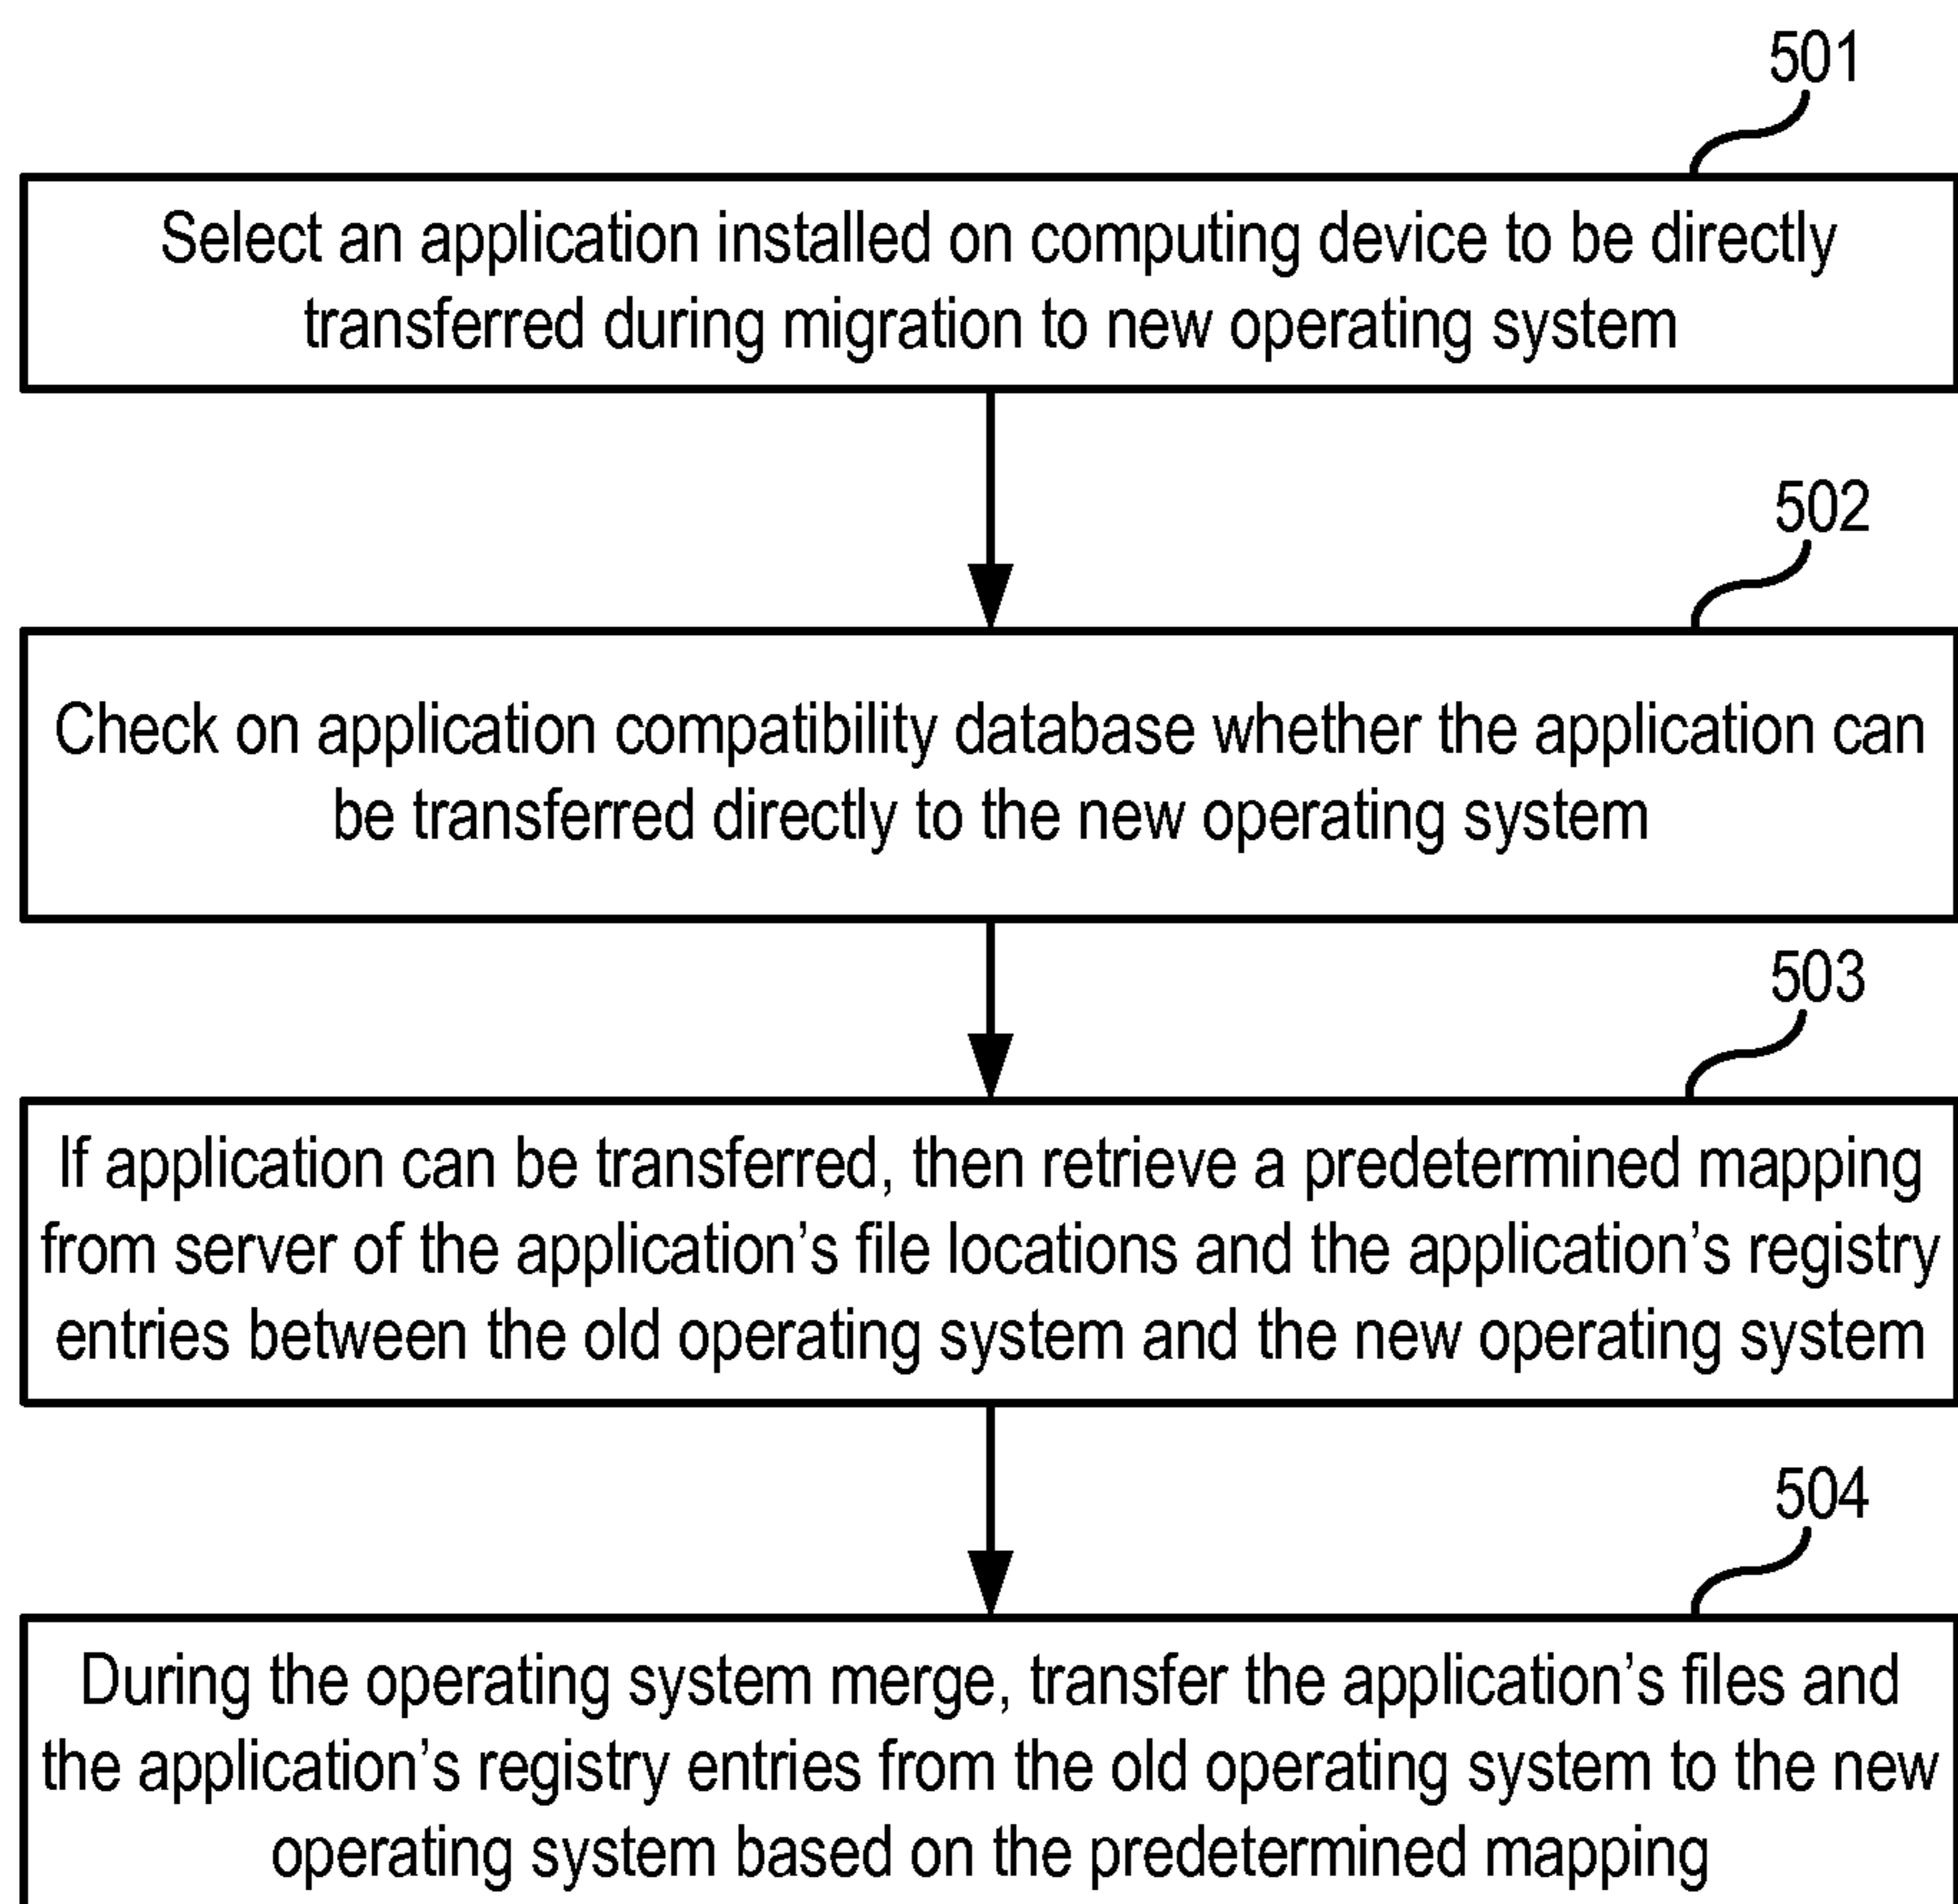 501
Select an application installed on computing device to be directly
transferred during migration to new operating system
502
Check on application compatibility database whether the application can
be transferred directly to the new operating system
503
If application can be transferred, then retrieve a predetermined mapping
from server of the application’s file locations and the application’s registry
entries between the old operating system and the new operating system
504
During the operating system merge, transfer the application’s files and
the application’s registry entries from the old operating system to the new
operating system based on the predetermined mapping